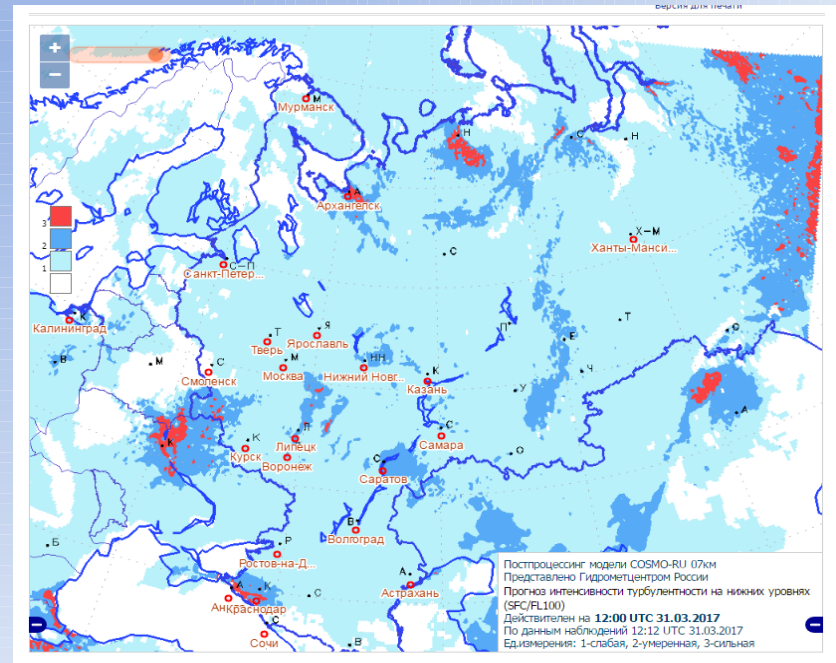 Версия для печати
+
−
М
Мурманск
Н
С
Н
А
Архангельск
Х-М
Ханты-Манси...
С
С-П
Санкт-Петер...
3
2
1
К
Калининград
В
М
С
Смоленск
Т
Тверь
Я
Ярославль
М
Москва
НН
Нижний Новг...
К
Казань
П
Е
Т
О
Ч
У
А
К
К
Курск
Л
Липецк
Воронеж
С
Самара
С
Саратов
О
В
Волгоград
Б
Р
Ростов-на-Д...
А
Астрахань
А
К
Ан
Краснодар
С
С
Сочи
В
Постпроцессинг модели COSMO-RU 07км
Представлено Гидрометцентром России
Прогноз интенсивности турбулентности на нижних уровнях
(SFC/FL100)
Действителен на 12:00 UTC 31.03.2017
По данным наблюдений 12:12 UTC 31.03.2017
Ед.измерения: 1-слабая, 2-умеренная, 3-сильная